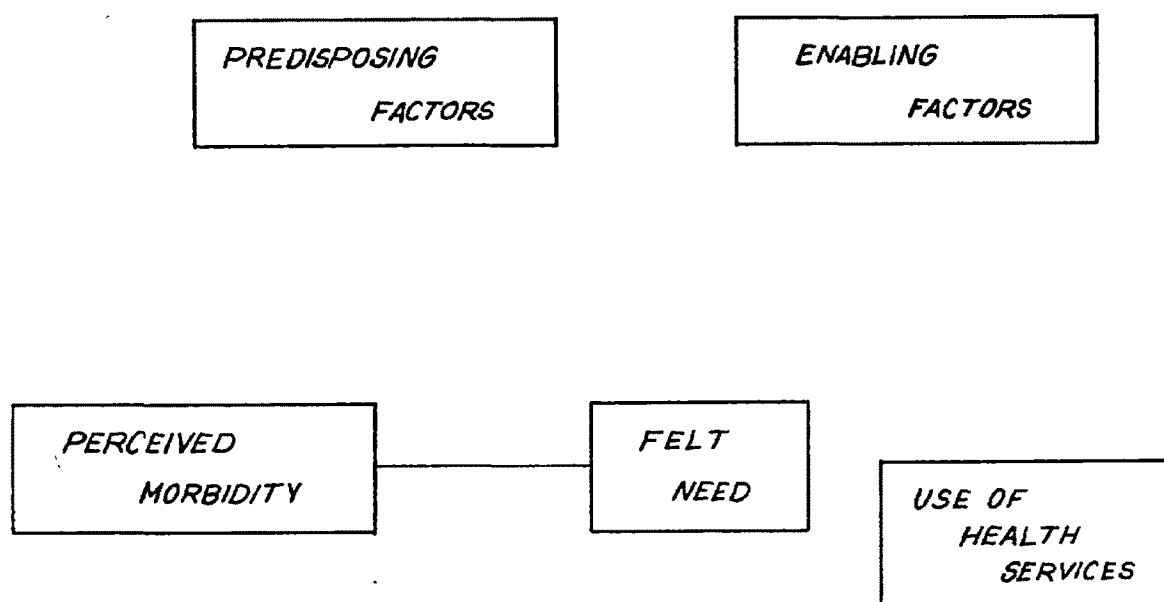 PREDISPOSING
FACTORS
ENABLING
FACTORS
PERCEIVED
MORBIDITY
FELT
NEED
USE OF
HEALTH
SERVICES